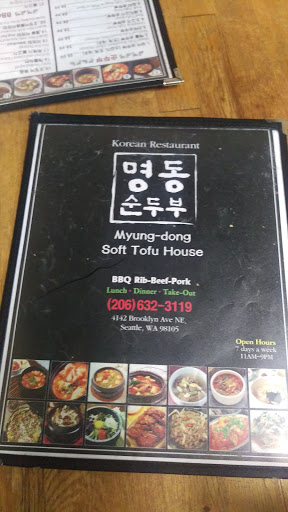 Korean Restaurant
명동
순두부
Myung-dong
Soft Tofu House
BBQ Rib-Beef-Pork
Lunch · Dinner · Take-Out
(206)632-3119
4142 Brooklyn Ave NE
Seattle, WA 98105
Open Hours
7 days a week
11AM~9PM